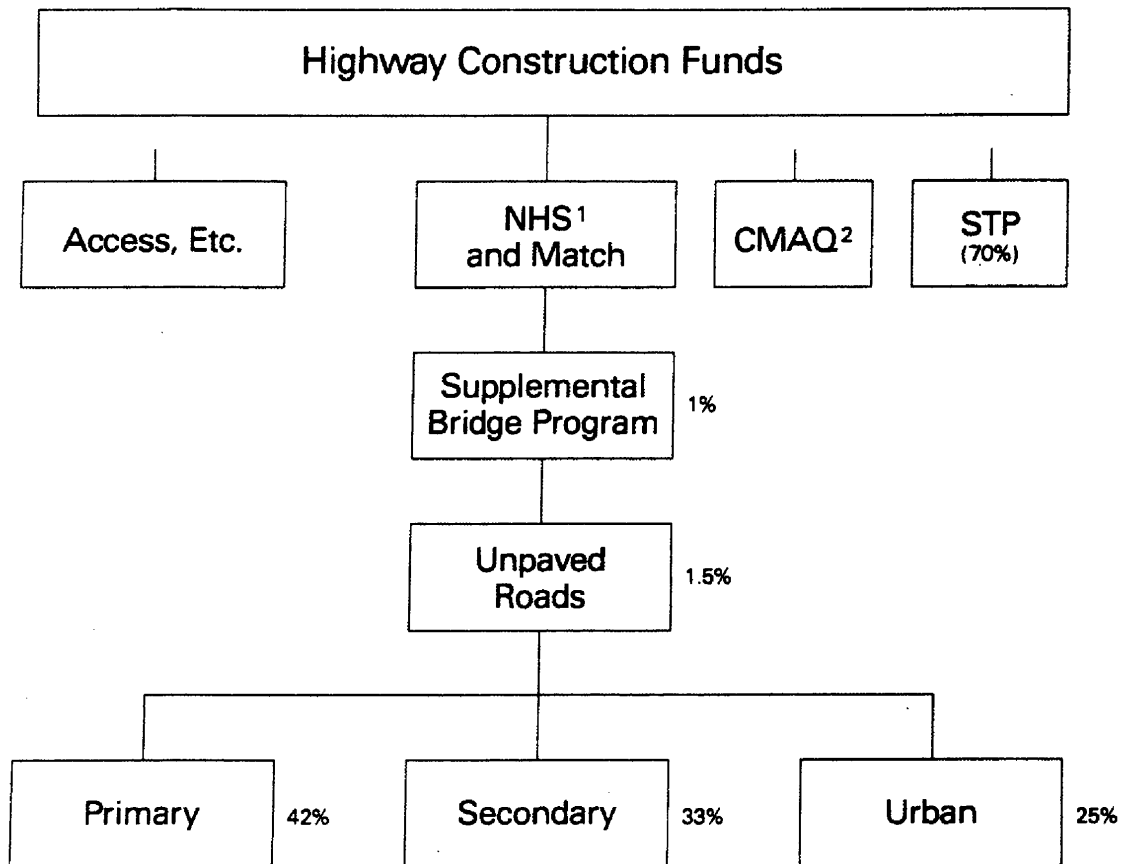 Highway Construction Funds
Access, Etc.
NHS¹
and Match
CMAQ²
STP
(70%)
Supplemental
Bridge Program
1%
Unpaved
Roads
1.5%
Primary
42%
Secondary
33%
Urban
25%